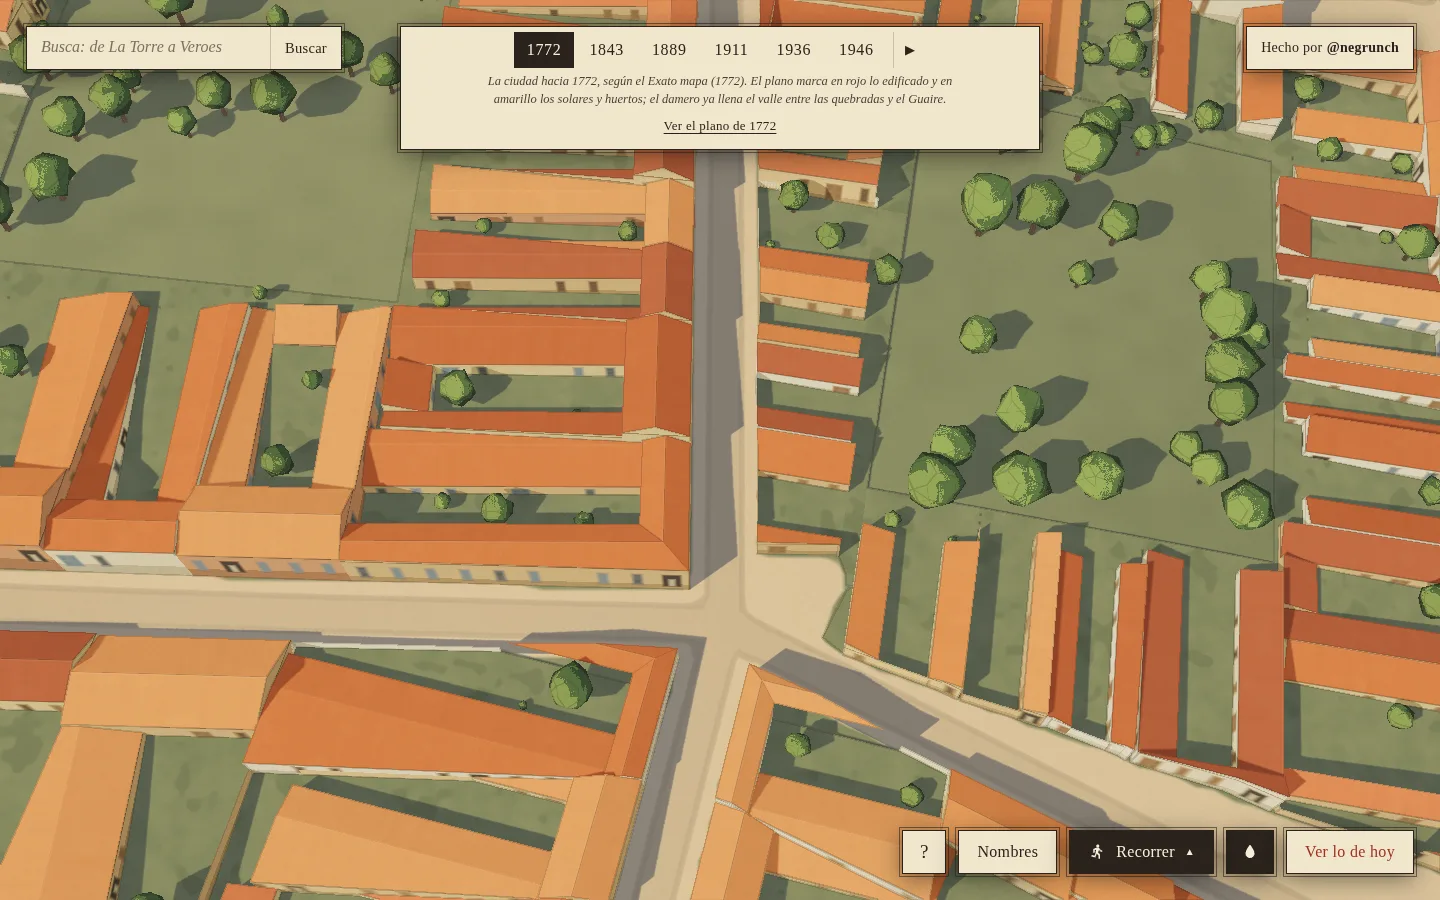 Busca: de La Torre a Veroes
Buscar
1772 1843 1889 1911 1936 1946 ▶
La ciudad hacia 1772, según el Exato mapa (1772). El plano marca en rojo lo edificado y en
amarillo los solares y huertos; el damero ya llena el valle entre las quebradas y el Guaire.
Ver el plano de 1772
Hecho por @negrunch
?
Nombres
Recorrer ▲
Ver lo de hoy